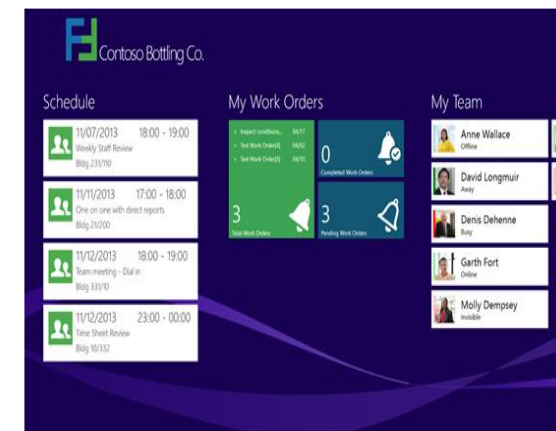 Contoso Bottling Co.
Schedule
11/07/2013 18:00 - 19:00
Weekly Staff Review
Bldg 231/110
11/11/2013 17:00 - 18:00
One on one with direct reports
Bldg 21/200
11/12/2013 18:00 - 19:00
Team meeting - Dial in
Bldg 331/10
11/12/2013 23:00 - 00:00
Time Sheet Review
Bldg 10/332
My Work Orders
Inspect conditions... 04/17
Test Work Order[4] 04/02
Test Work Order[5] 04/10
3
Total Work Orders
0
Completed Work Orders
3
Pending Work Orders
My Team
Anne Wallace
Offline
David Longmuir
Away
Denis Dehenne
Busy
Garth Fort
Online
Molly Dempsey
Invisible